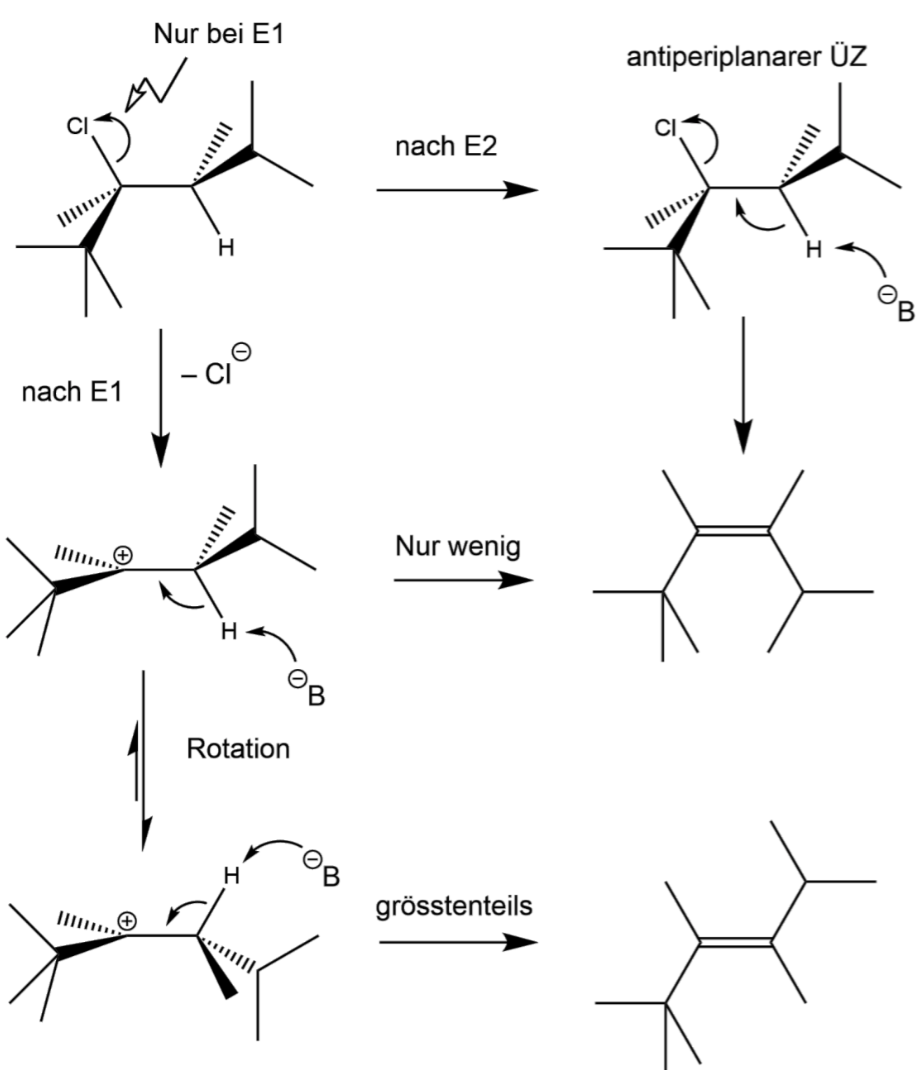 Nur bei E1
antiperiplanarer ÜZ
Cl
H
nach E2
Cl
H
⊖
B
nach E1
– Cl⊖
⊕
H
⊖
B
Nur wenig
Rotation
⊕
H
⊖
B
grösstenteils